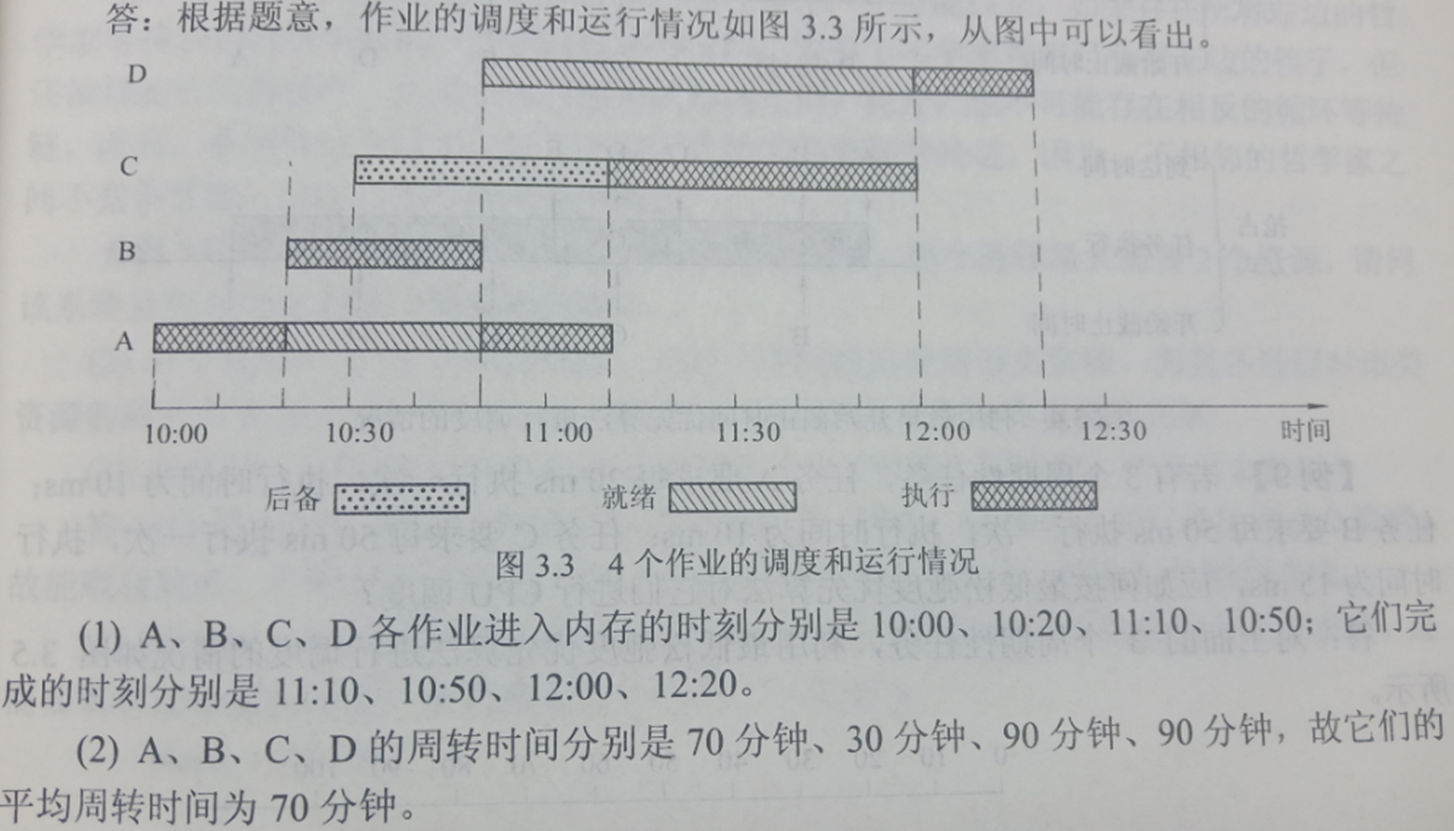 答：根据题意，作业的调度和运行情况如图 3.3 所示，从图中可以看出。
D
C
B
A
10:00 10:30 11:00 11:30 12:00 12:30 时间
后备 就绪 执行
图 3.3 4 个作业的调度和运行情况
(1) A、B、C、D 各作业进入内存的时刻分别是 10:00、10:20、11:10、10:50；它们完
成的时刻分别是 11:10、10:50、12:00、12:20。
(2) A、B、C、D 的周转时间分别是 70 分钟、30 分钟、90 分钟、90 分钟，故它们的
平均周转时间为 70 分钟。